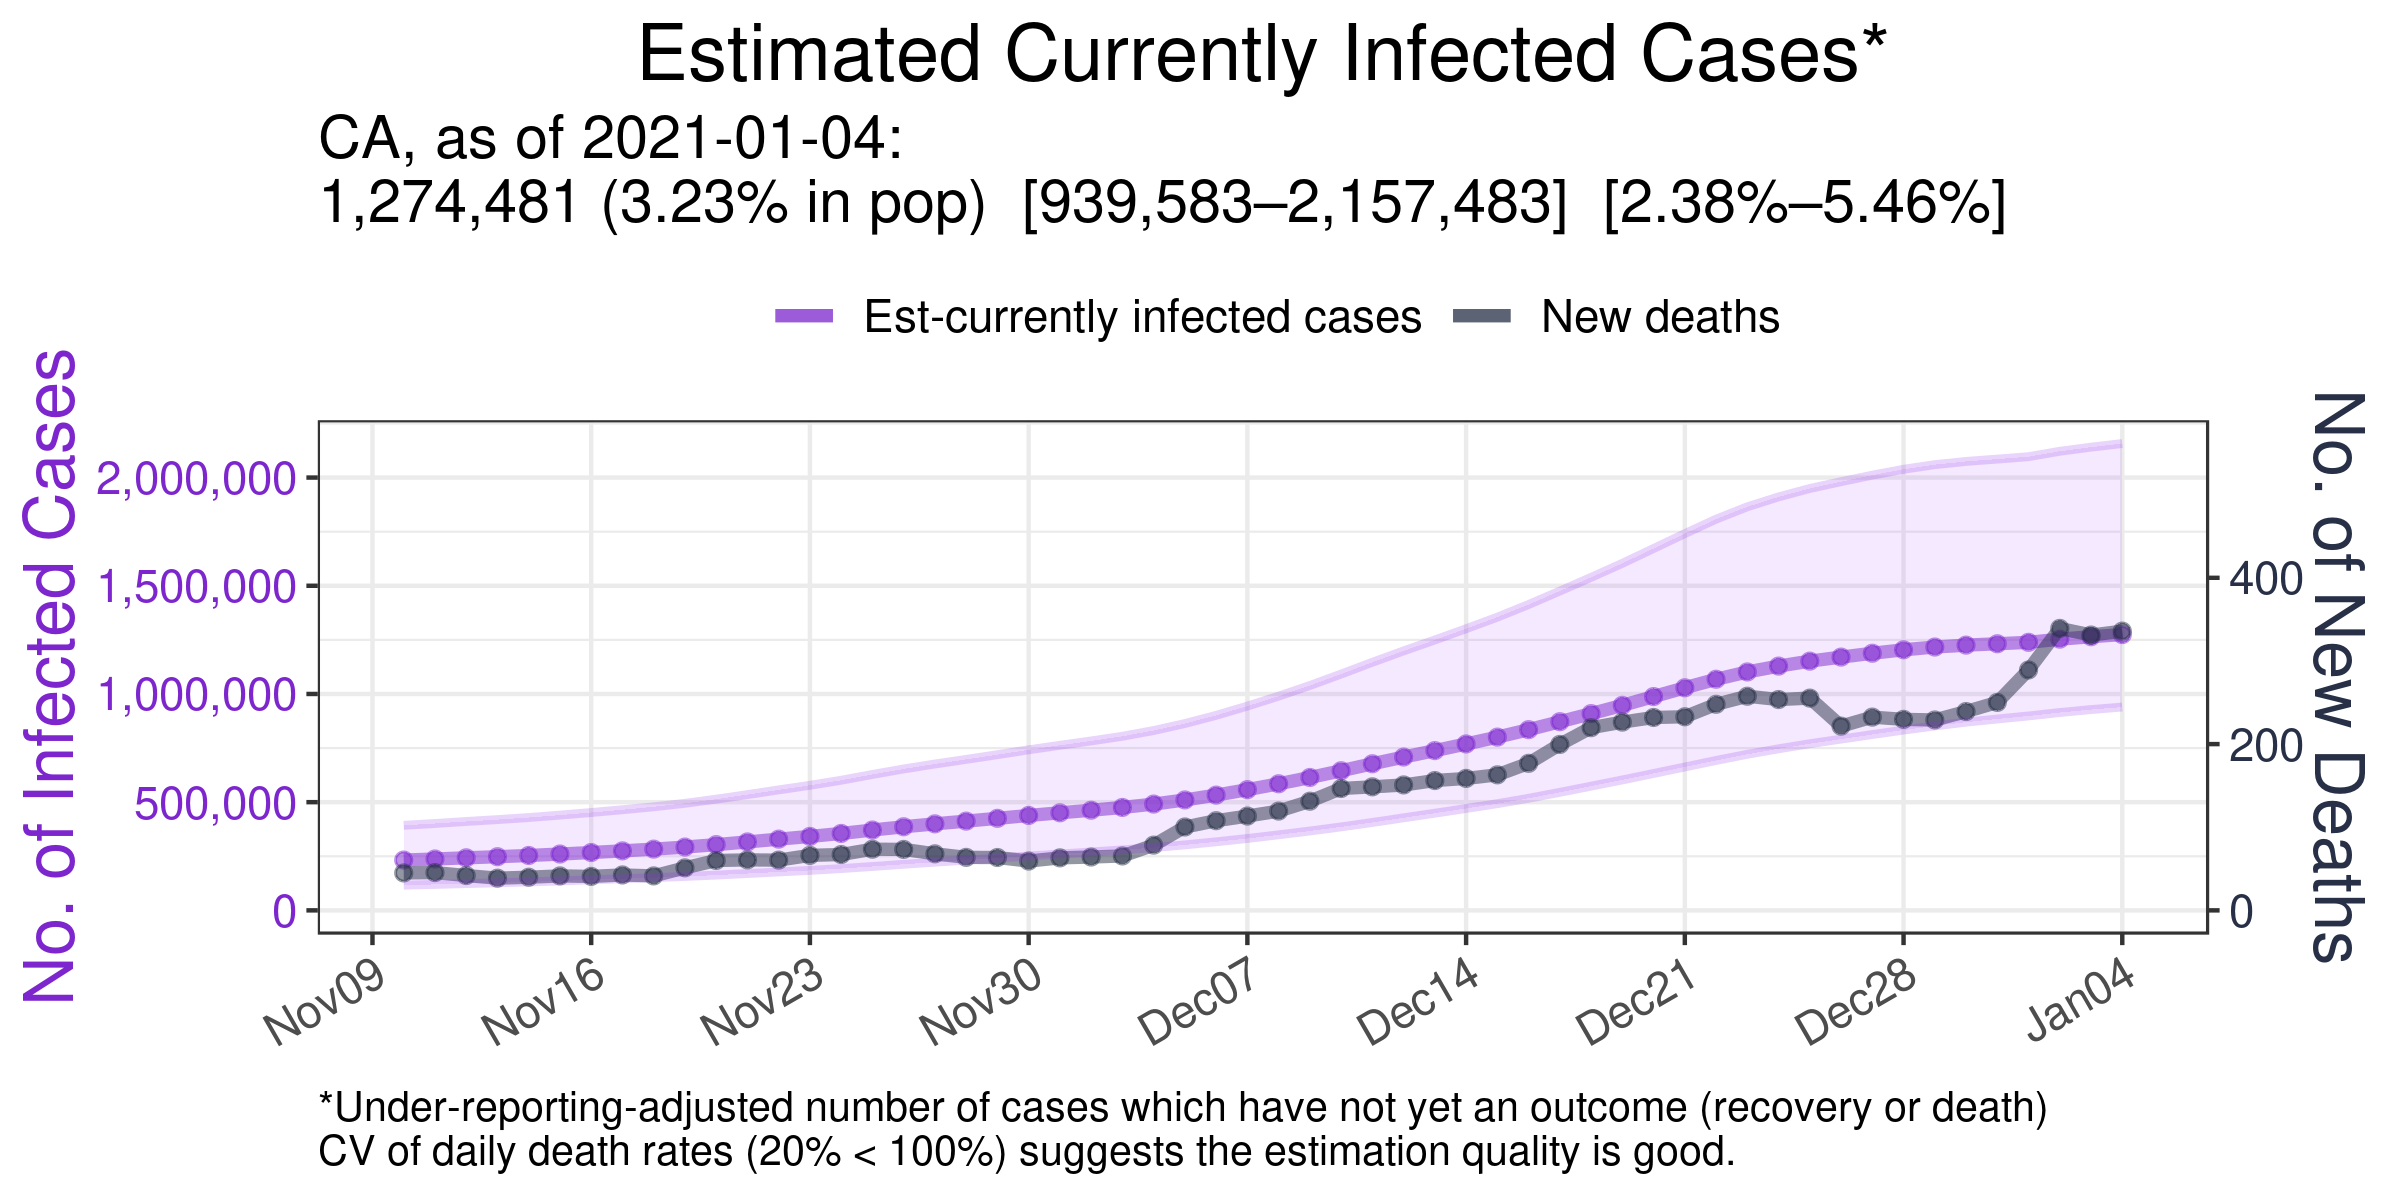 Estimated Currently Infected Cases*
CA, as of 2021-01-04:
1,274,481 (3.23% in pop) [939,583–2,157,483] [2.38%–5.46%]
Est-currently infected cases
New deaths
No. of Infected Cases
2,000,000
1,500,000
1,000,000
500,000
0
No. of New Deaths
400
200
0
Nov09
Nov16
Nov23
Nov30
Dec07
Dec14
Dec21
Dec28
Jan04
*Under-reporting-adjusted number of cases which have not yet an outcome (recovery or death)
CV of daily death rates (20% < 100%) suggests the estimation quality is good.